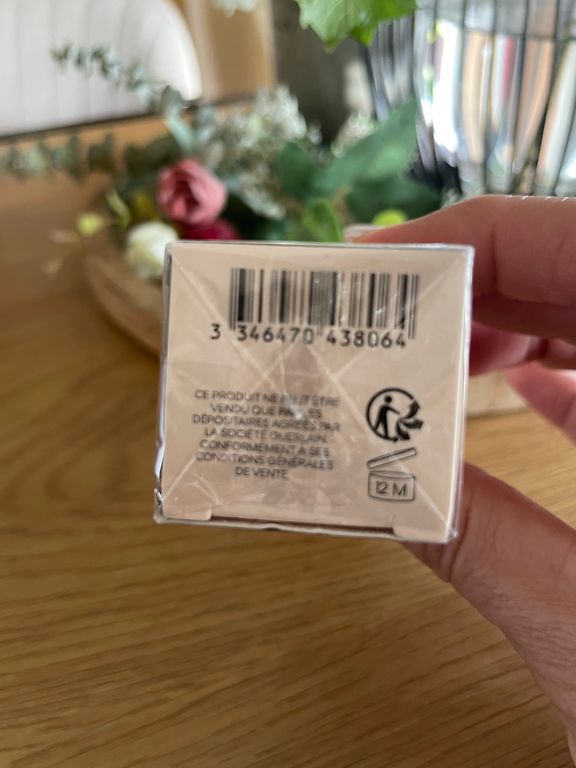 3 346470 438064
CE PRODUIT NE PEUT ÊTRE
VENDU QUE PAR LES
DÉPOSITAIRES AGRÉÉS PAR
LA SOCIÉTÉ GUERLAIN
CONFORMÉMENT A SES
CONDITIONS GÉNÉRALES
DE VENTE
12 M